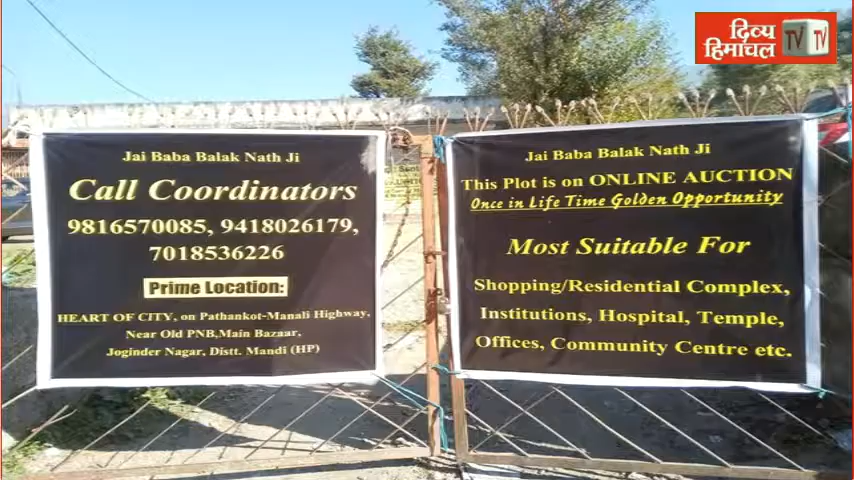 दिव्य
हिमाचल
TV TV
Jai Baba Balak Nath Ji
Call Coordinators
9816570085, 9418026179,
7018536226
Prime Location:
HEART OF CITY, on Pathankot-Manali Highway,
Near Old PNB,Main Bazaar,
Joginder Nagar, Distt. Mandi (HP)
Jai Baba Balak Nath Ji
This Plot is on ONLINE AUCTION
Once in Life Time Golden Opportunity
Most Suitable For
Shopping/Residential Complex,
Institutions, Hospital, Temple,
Offices, Community Centre etc.